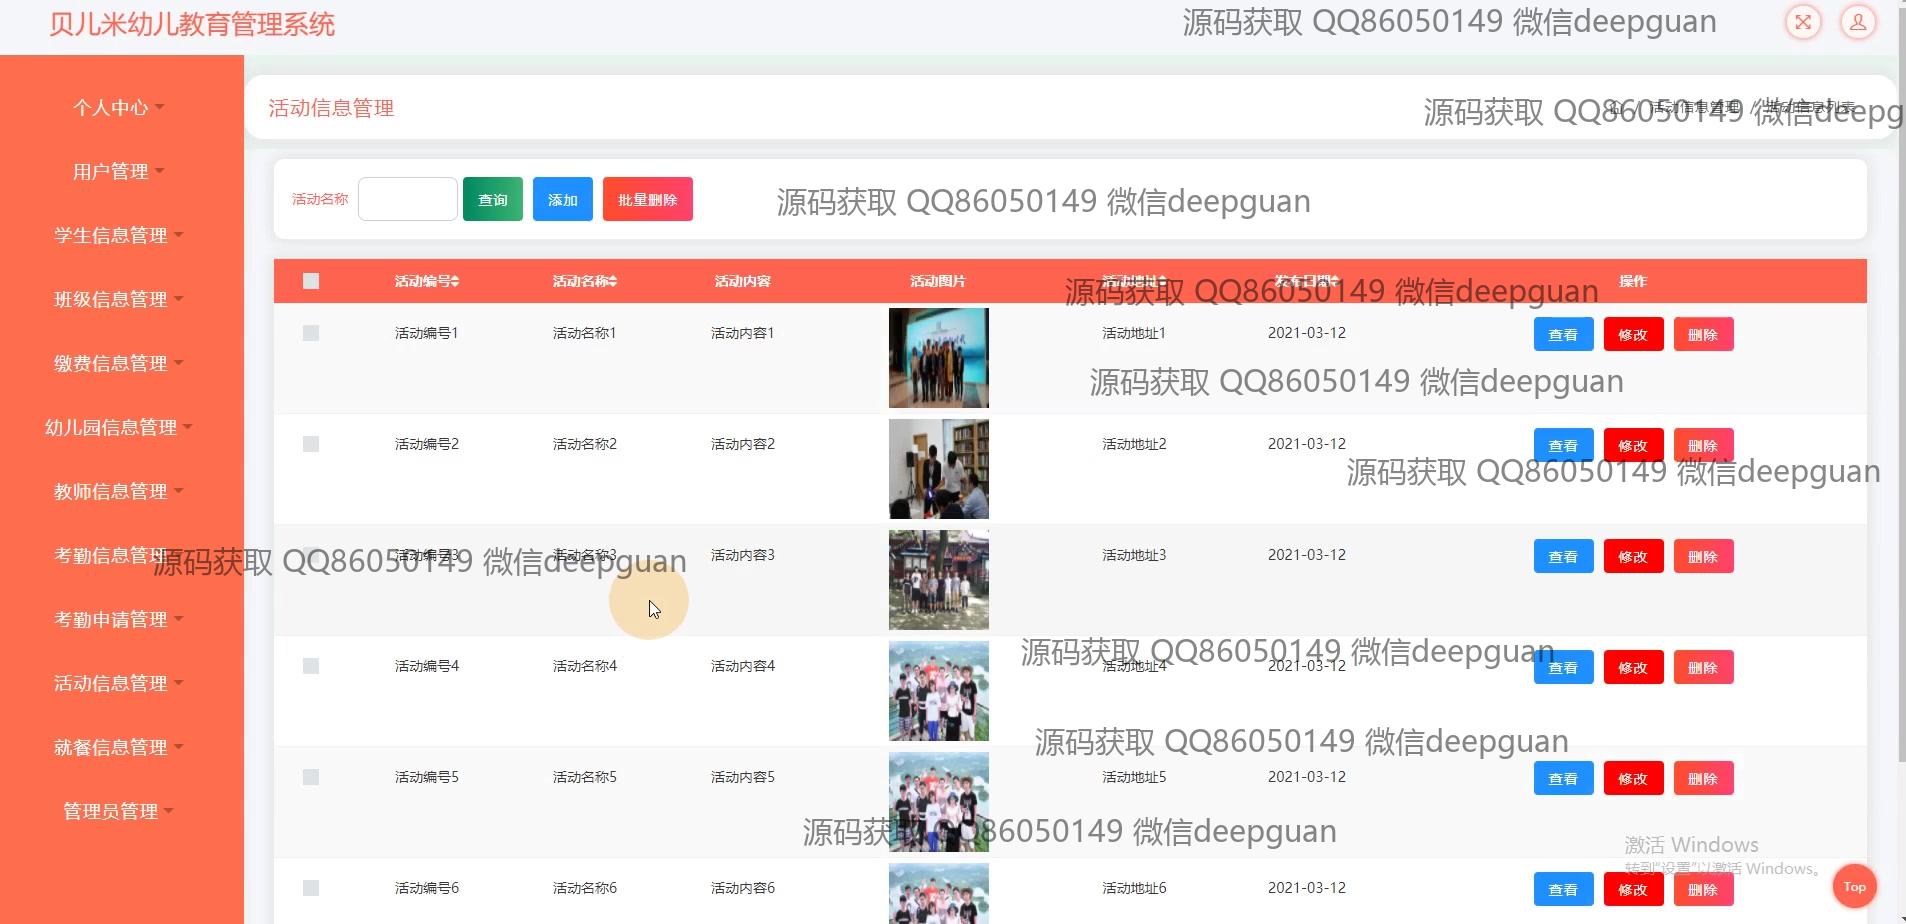 贝儿米幼儿教育管理系统
源码获取 QQ86050149 微信deepguan
个人中心
用户管理
学生信息管理
班级信息管理
缴费信息管理
幼儿园信息管理
教师信息管理
考勤信息管理
考勤申请管理
活动信息管理
就餐信息管理
管理员管理
活动信息管理
/ 活动信息管理 / 活动信息列表
源码获取 QQ86050149 微信deepg
活动名称 查询 添加 批量删除
源码获取 QQ86050149 微信deepguan
活动编号 活动名称 活动内容 活动图片 活动地址 发布日期 操作
源码获取 QQ86050149 微信deepguan
活动编号1 活动名称1 活动内容1 活动地址1 2021-03-12 查看 修改 删除
源码获取 QQ86050149 微信deepguan
活动编号2 活动名称2 活动内容2 活动地址2 2021-03-12 查看 修改 删除
源码获取 QQ86050149 微信deepguan
活动编号3 活动名称3 活动内容3 活动地址3 2021-03-12 查看 修改 删除
源码获取 QQ86050149 微信deepguan
活动编号4 活动名称4 活动内容4 活动地址4 2021-03-12 查看 修改 删除
源码获取 QQ86050149 微信deepguan
源码获取 QQ86050149 微信deepguan
活动编号5 活动名称5 活动内容5 活动地址5 2021-03-12 查看 修改 删除
源码获取 QQ86050149 微信deepguan
激活 Windows
转到"设置"以激活 Windows。
活动编号6 活动名称6 活动内容6 活动地址6 2021-03-12 查看 修改 删除
Top